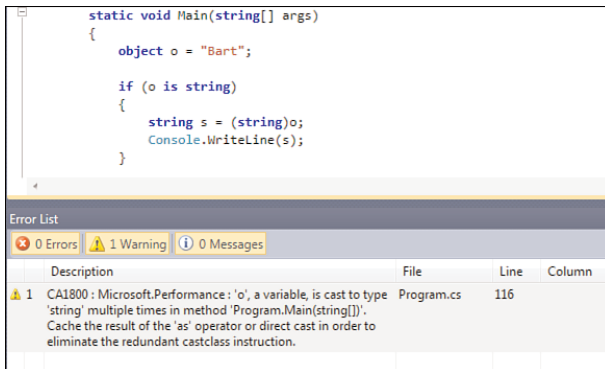 static void Main(string[] args)
{
object o = "Bart";
if (o is string)
{
string s = (string)o;
Console.WriteLine(s);
}
Error List
0 Errors 1 Warning 0 Messages
Description File Line Column
1 CA1800 : Microsoft.Performance : 'o', a variable, is cast to type Program.cs 116
'string' multiple times in method 'Program.Main(string[])'.
Cache the result of the 'as' operator or direct cast in order to
eliminate the redundant castclass instruction.